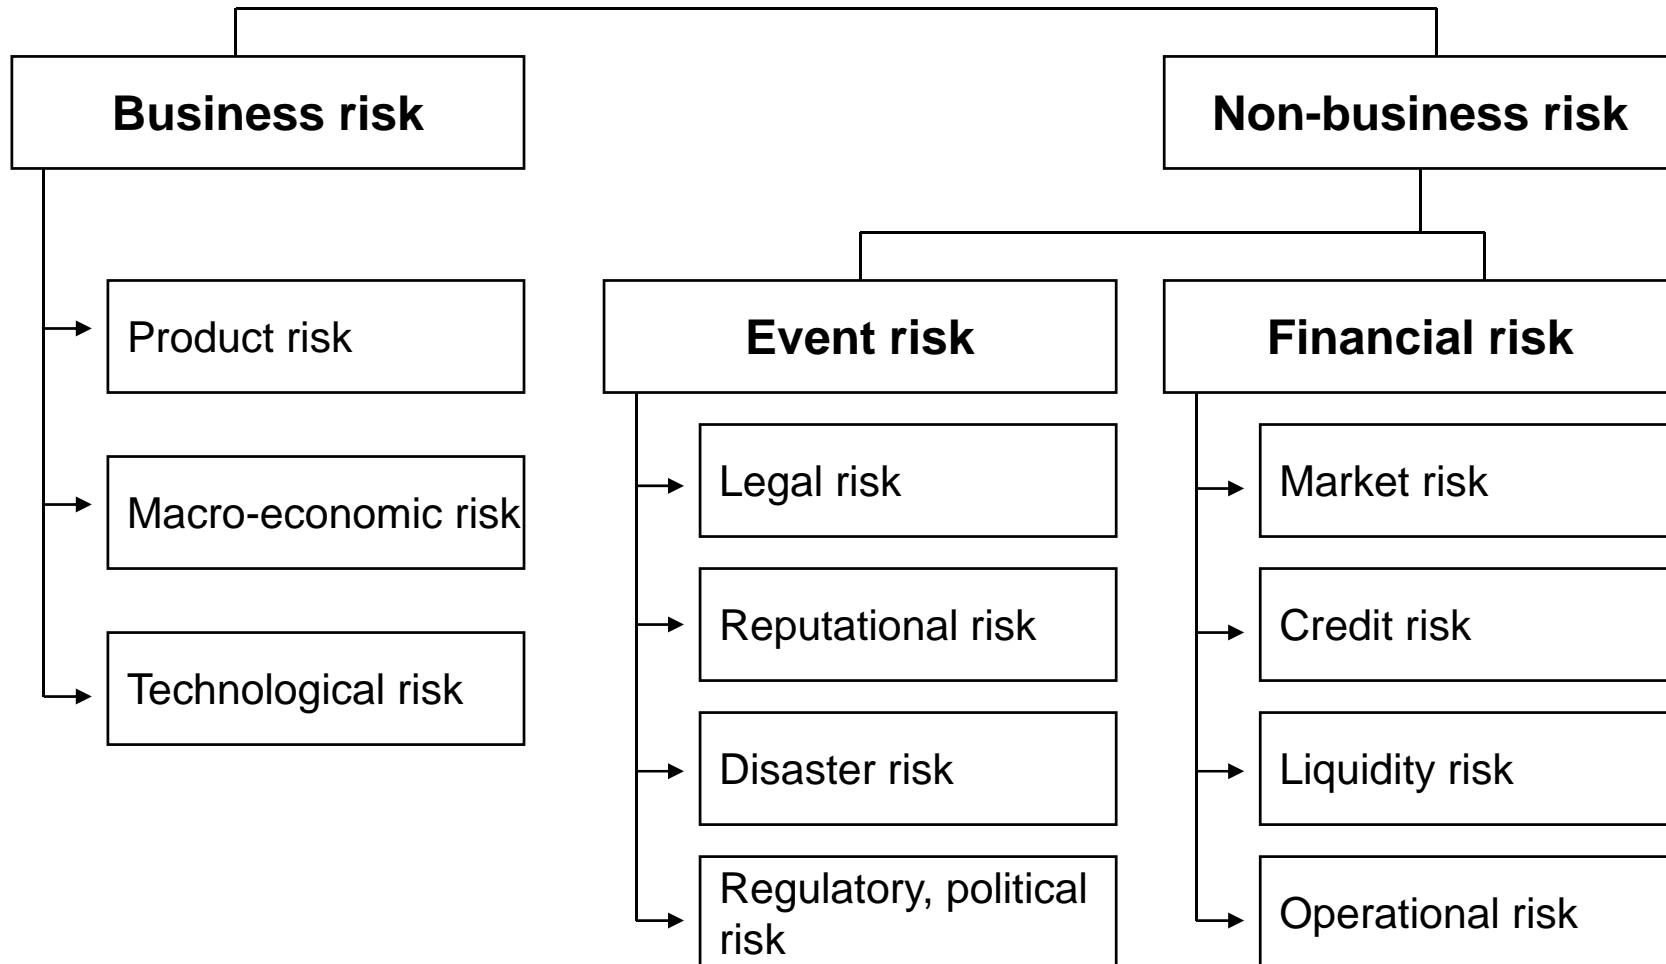 Business risk
Non-business risk
Product risk
Macro-economic risk
Technological risk
Event risk
Legal risk
Reputational risk
Disaster risk
Regulatory, political
risk
Financial risk
Market risk
Credit risk
Liquidity risk
Operational risk